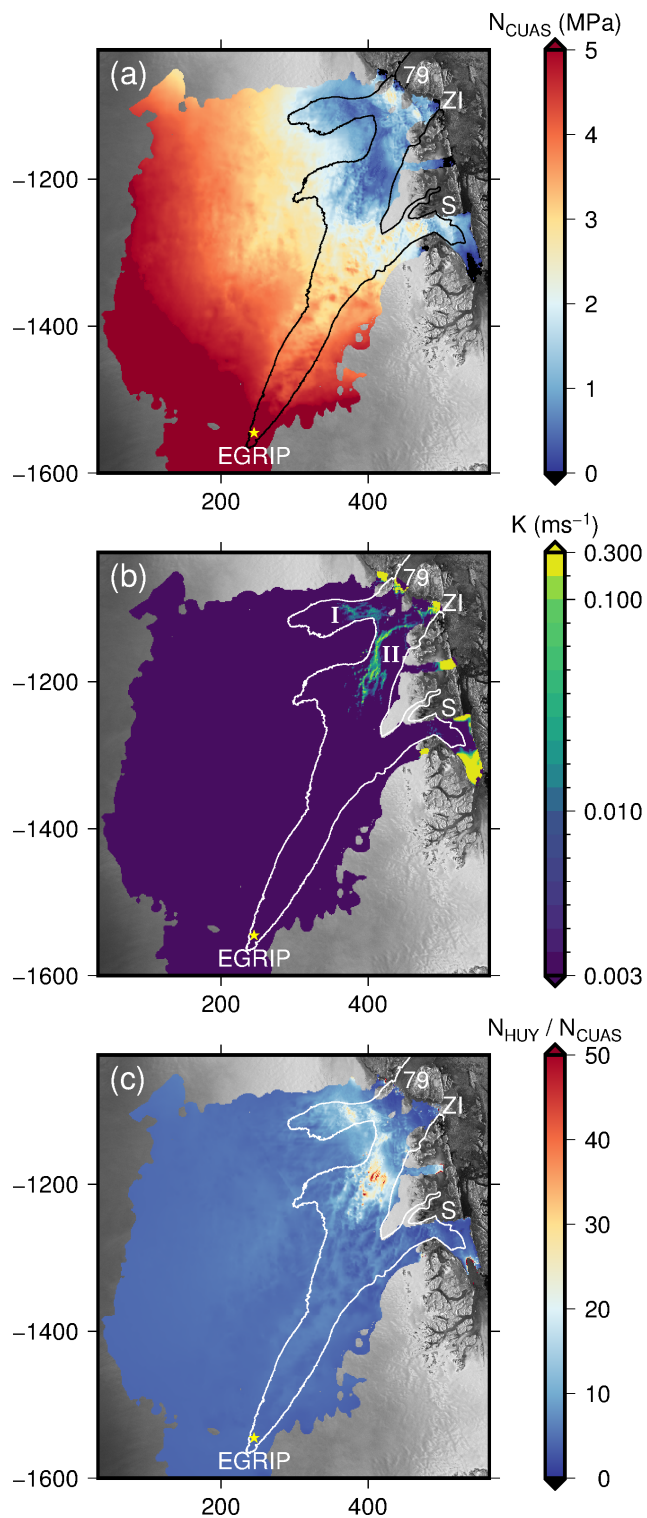 N_CUAS (MPa)
(a)
79
ZI
S
EGRIP
−1200
−1400
−1600
200
400
5
4
3
2
1
0
K (ms⁻¹)
(b)
79
ZI
I
II
S
EGRIP
−1200
−1400
−1600
200
400
0.300
0.100
0.010
0.003
N_HUY / N_CUAS
(c)
79
ZI
S
EGRIP
−1200
−1400
−1600
200
400
50
40
30
20
10
0